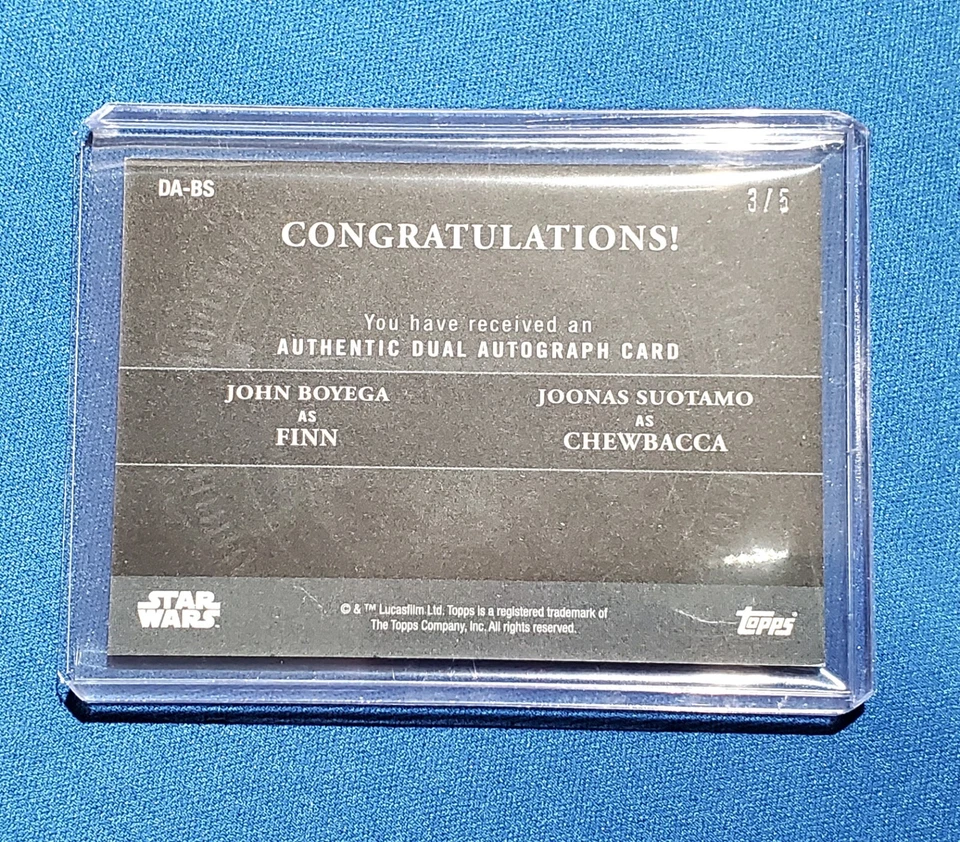 DA-BS
3/5
CONGRATULATIONS!
You have received an
AUTHENTIC DUAL AUTOGRAPH CARD
JOHN BOYEGA
AS
FINN
JOONAS SUOTAMO
AS
CHEWBACCA
STAR
WARS
© & ™ Lucasfilm Ltd. Topps is a registered trademark of
The Topps Company, Inc. All rights reserved.
topps